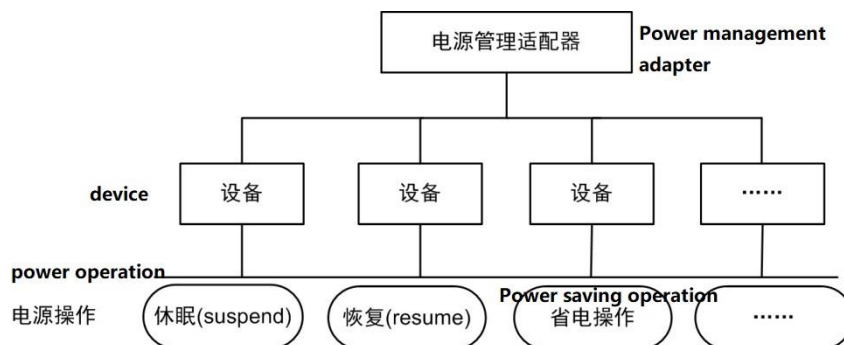 电源管理适配器
Power management
adapter
device
设备
设备
设备
……
power operation
Power saving operation
电源操作
休眠(suspend)
恢复(resume)
省电操作
……